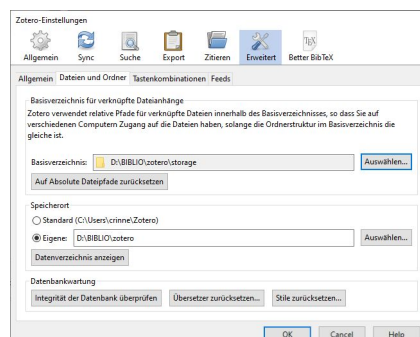 Zotero-Einstellungen
Allgemein Sync Suche Export Zitieren Erweitert Better BibTeX
Allgemein Dateien und Ordner Tastenkombinationen Feeds
Basisverzeichnis für verknüpfte Dateianhänge
Zotero verwendet relative Pfade für verknüpfte Dateien innerhalb des Basisverzeichnisses, so dass Sie auf
verschiedenen Computern Zugang auf die Dateien haben, solange die Ordnerstruktur im Basisverzeichnis die
gleiche ist.
Basisverzeichnis: D:\BIBLIO\zotero\storage Auswählen...
Auf Absolute Dateipfade zurücksetzen
Speicherort
Standard (C:\Users\crinne\Zotero)
Eigene: D:\BIBLIO\zotero Auswählen...
Datenverzeichnis anzeigen
Datenbankwartung
Integrität der Datenbank überprüfen Übersetzer zurücksetzen... Stile zurücksetzen...
OK Cancel Help